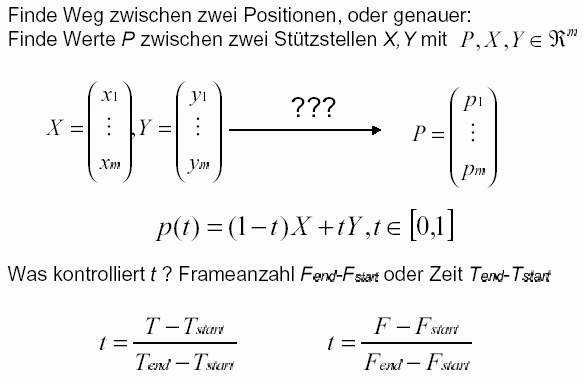 Finde Weg zwischen zwei Positionen, oder genauer:
Finde Werte P zwischen zwei Stützstellen X,Y mit P, X, Y ∈ ℜ^m
???
X = (x1 ⋮ xm), Y = (y1 ⋮ ym) → P = (p1 ⋮ pm)
p(t) = (1−t)X + tY, t ∈ [0,1]
Was kontrolliert t ? Frameanzahl Fend-Fstart oder Zeit Tend-Tstart
t = (T − Tstart) / (Tend − Tstart) t = (F − Fstart) / (Fend − Fstart)